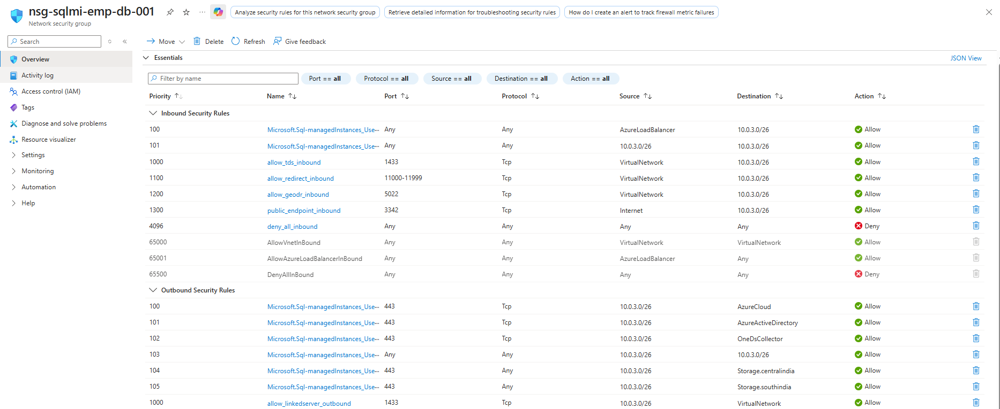 nsg-sqlmi-emp-db-001
Network security group
Analyze security rules for this network security group
Retrieve detailed information for troubleshooting security rules
How do I create an alert to track firewall metric failures
Search
Overview
Activity log
Access control (IAM)
Tags
Diagnose and solve problems
Resource visualizer
Settings
Monitoring
Automation
Help
Move Delete Refresh Give feedback
Essentials JSON View
Filter by name Port == all Protocol == all Source == all Destination == all Action == all
Priority Name Port Protocol Source Destination Action
Inbound Security Rules
100 Microsoft.Sql-managedInstances_Use... Any Any AzureLoadBalancer 10.0.3.0/26 Allow
101 Microsoft.Sql-managedInstances_Use... Any Any 10.0.3.0/26 10.0.3.0/26 Allow
1000 allow_tds_inbound 1433 Tcp VirtualNetwork 10.0.3.0/26 Allow
1100 allow_redirect_inbound 11000-11999 Tcp VirtualNetwork 10.0.3.0/26 Allow
1200 allow_geodr_inbound 5022 Tcp VirtualNetwork 10.0.3.0/26 Allow
1300 public_endpoint_inbound 3342 Tcp Internet 10.0.3.0/26 Allow
4096 deny_all_inbound Any Any Any Any Deny
65000 AllowVnetInBound Any Any VirtualNetwork VirtualNetwork Allow
65001 AllowAzureLoadBalancerInBound Any Any AzureLoadBalancer Any Allow
65500 DenyAllInBound Any Any Any Any Deny
Outbound Security Rules
100 Microsoft.Sql-managedInstances_Use... 443 Tcp 10.0.3.0/26 AzureCloud Allow
101 Microsoft.Sql-managedInstances_Use... 443 Tcp 10.0.3.0/26 AzureActiveDirectory Allow
102 Microsoft.Sql-managedInstances_Use... 443 Tcp 10.0.3.0/26 OneDsCollector Allow
103 Microsoft.Sql-managedInstances_Use... Any Any 10.0.3.0/26 10.0.3.0/26 Allow
104 Microsoft.Sql-managedInstances_Use... 443 Any 10.0.3.0/26 Storage.centralindia Allow
105 Microsoft.Sql-managedInstances_Use... 443 Any 10.0.3.0/26 Storage.southindia Allow
1000 allow_linkedserver_outbound 1433 Tcp 10.0.3.0/26 VirtualNetwork Allow